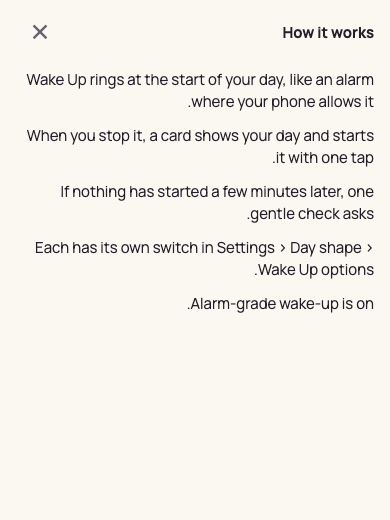 How it works
Wake Up rings at the start of your day, like an alarm
where your phone allows it.
When you stop it, a card shows your day and starts
it with one tap.
If nothing has started a few minutes later, one
gentle check asks.
Each has its own switch in Settings › Day shape ›
Wake Up options.
Alarm-grade wake-up is on.